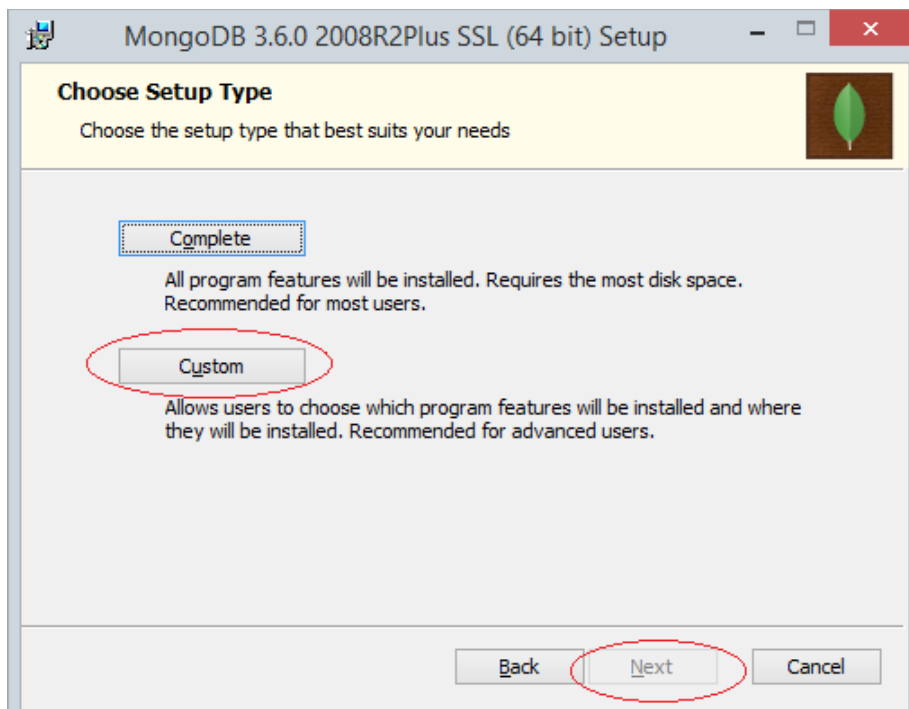 MongoDB 3.6.0 2008R2Plus SSL (64 bit) Setup
Choose Setup Type
Choose the setup type that best suits your needs
Complete
All program features will be installed. Requires the most disk space.
Recommended for most users.
Custom
Allows users to choose which program features will be installed and where
they will be installed. Recommended for advanced users.
Back Next Cancel